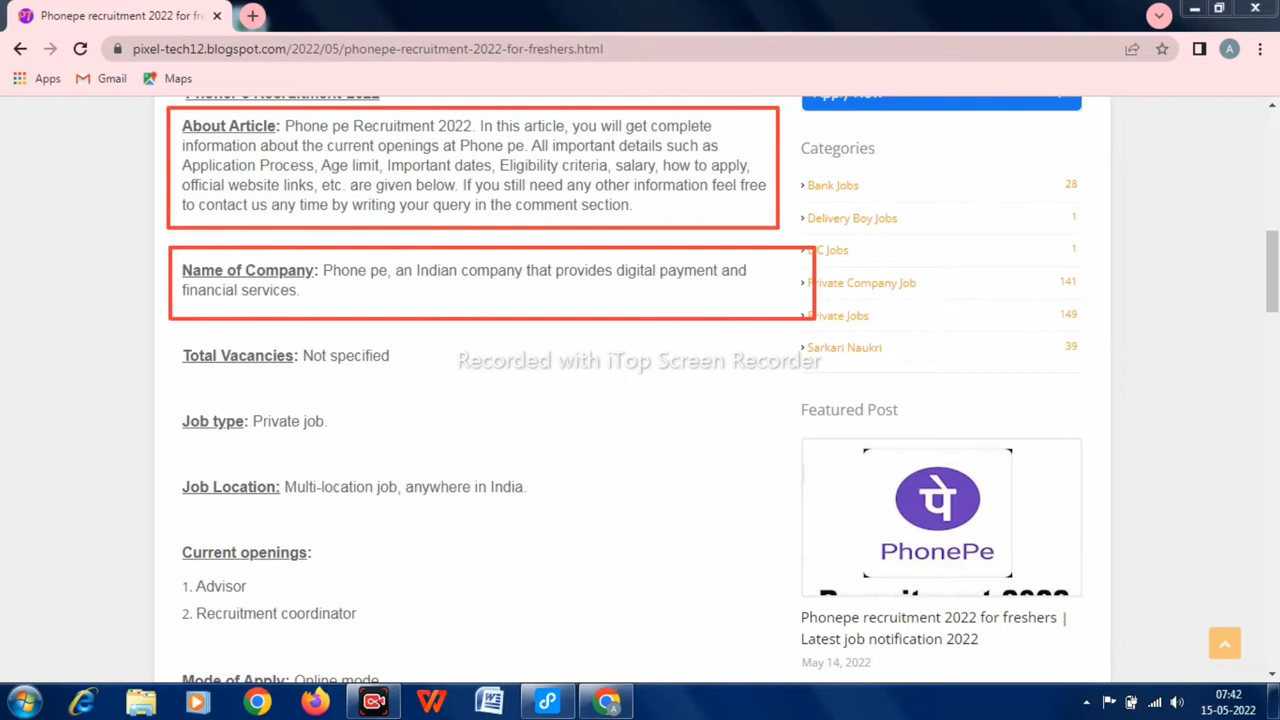 Phonepe recruitment 2022 for fre
pixel-tech12.blogspot.com/2022/05/phonepe-recruitment-2022-for-freshers.html
A
Apps
Gmail
Maps
About Article: Phone pe Recruitment 2022. In this article, you will get complete
information about the current openings at Phone pe. All important details such as
Application Process, Age limit, Important dates, Eligibility criteria, salary, how to apply,
official website links, etc. are given below. If you still need any other information feel free
to contact us any time by writing your query in the comment section.
Name of Company: Phone pe, an Indian company that provides digital payment and
financial services.
Total Vacancies: Not specified
Job type: Private job.
Job Location: Multi-location job, anywhere in India.
Current openings:
1. Advisor
2. Recruitment coordinator
Mode of Apply: Online mode
Categories
Bank Jobs 28
Delivery Boy Jobs 1
C Jobs 1
Private Company Job 141
Private Jobs 149
Sarkari Naukri 39
Featured Post
पे
PhonePe
Recruitment 2022
Phonepe recruitment 2022 for freshers |
Latest job notification 2022
May 14, 2022
Recorded with iTop Screen Recorder
07:42
15-05-2022